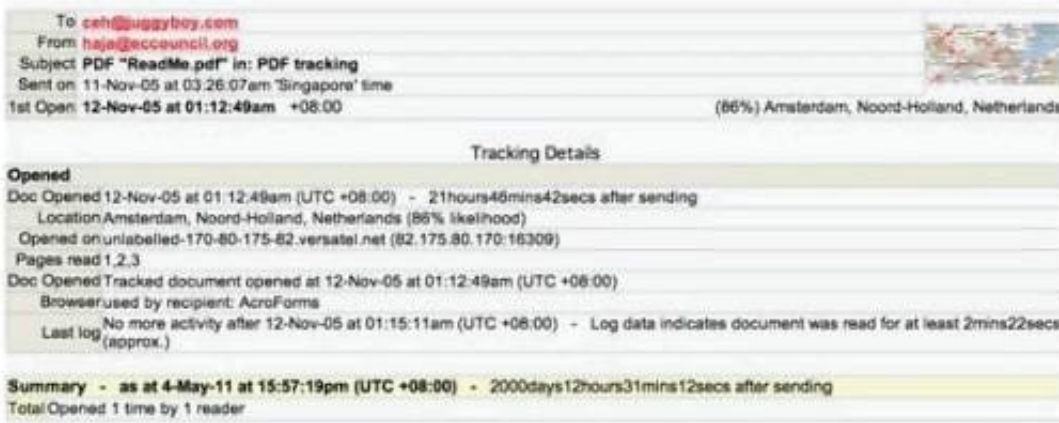 To ceh@juggyboy.com
From haja@eccouncil.org
Subject PDF "ReadMe.pdf" in: PDF tracking
Sent on 11-Nov-05 at 03:26:07am 'Singapore' time
1st Open 12-Nov-05 at 01:12:49am +08:00 (86%) Amsterdam, Noord-Holland, Netherlands
Tracking Details
Opened
Doc Opened 12-Nov-05 at 01:12:49am (UTC +08:00) - 21hours46mins42secs after sending
Location Amsterdam, Noord-Holland, Netherlands (86% likelihood)
Opened on unlabelled-170-80-175-82.versatel.net (82.175.80.170:16309)
Pages read 1,2,3
Doc Opened Tracked document opened at 12-Nov-05 at 01:12:49am (UTC +08:00)
Browser used by recipient: AcroForms
Last log No more activity after 12-Nov-05 at 01:15:11am (UTC +08:00) - Log data indicates document was read for at least 2mins22secs
(approx.)
Summary - as at 4-May-11 at 15:57:19pm (UTC +08:00) - 2000days12hours31mins12secs after sending
Total Opened 1 time by 1 reader